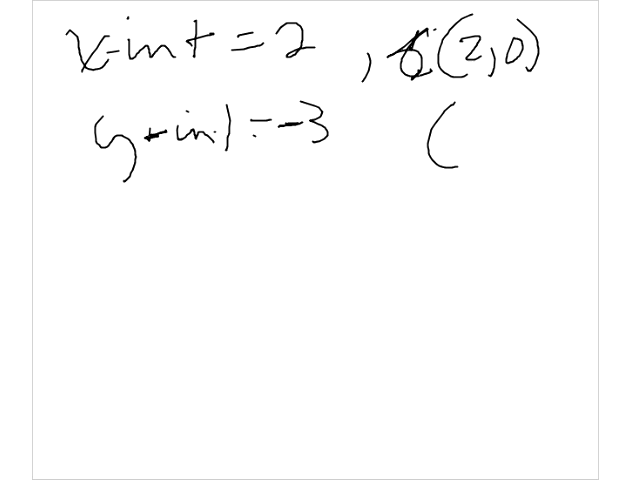 x-int = 2 , (2,0)
y-int = -3 (